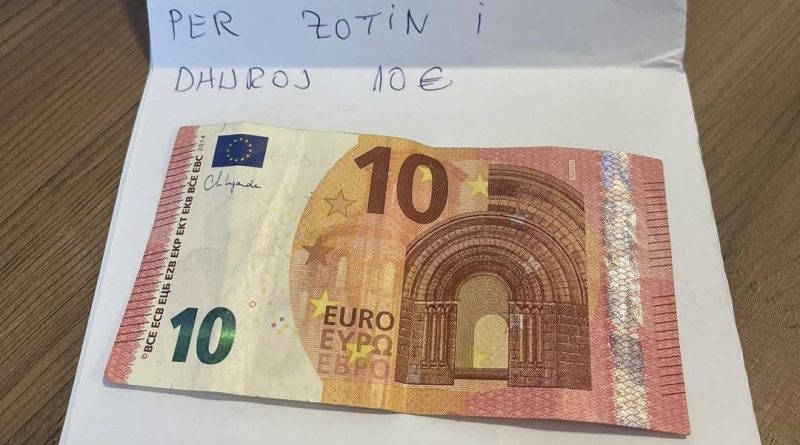 PER ZOTIN I
DHUROJ 10€
10
©BCE ECB ЕЦБ EZB EKP EKT EKB BĊE EBC 2014
10
EURO
ΕΥΡΩ
ЕВРО